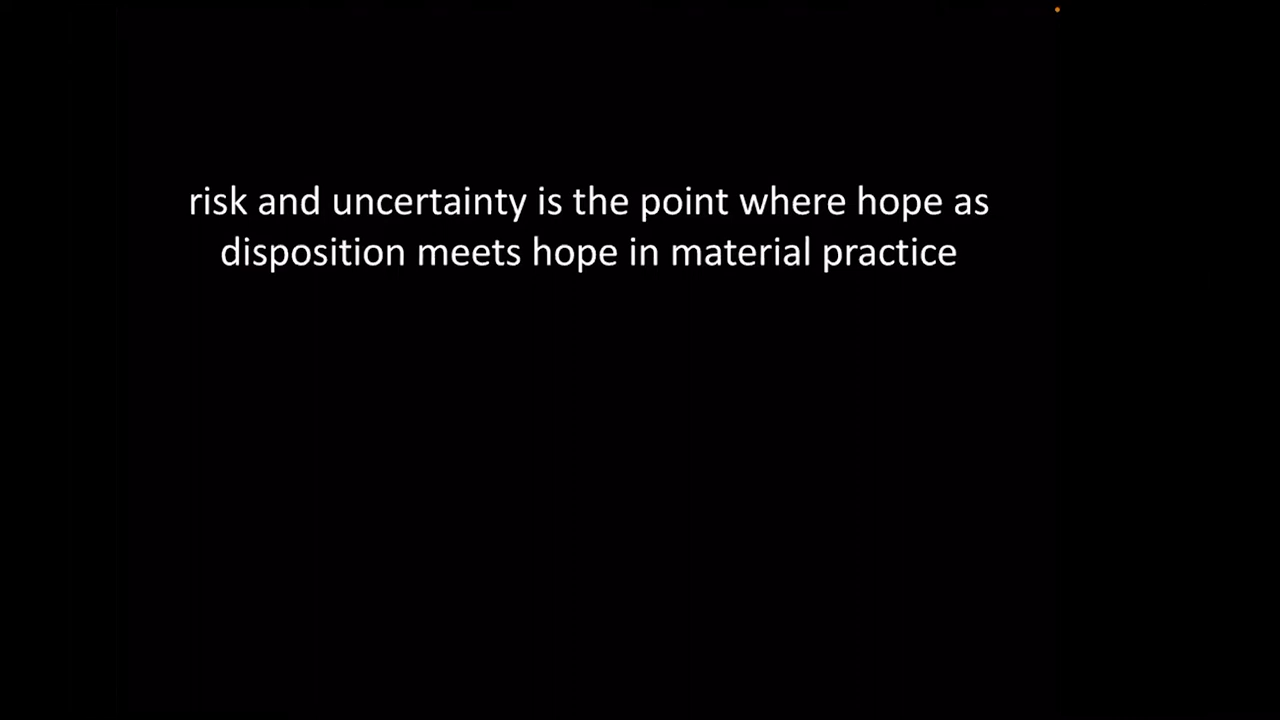 risk and uncertainty is the point where hope as
disposition meets hope in material practice